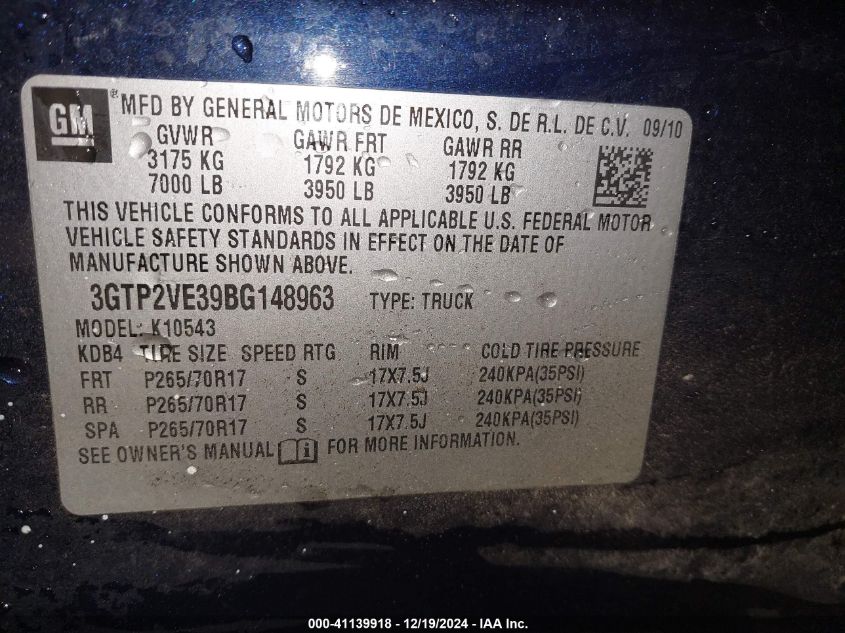 GM ® MFD BY GENERAL MOTORS DE MEXICO, S. DE R.L. DE C.V. 09/10
GVWR GAWR FRT GAWR RR
3175 KG 1792 KG 1792 KG
7000 LB 3950 LB 3950 LB
THIS VEHICLE CONFORMS TO ALL APPLICABLE U.S. FEDERAL MOTOR
VEHICLE SAFETY STANDARDS IN EFFECT ON THE DATE OF
MANUFACTURE SHOWN ABOVE.
3GTP2VE39BG148963 TYPE: TRUCK
MODEL: K10543
KDB4 TIRE SIZE SPEED RTG RIM COLD TIRE PRESSURE
FRT P265/70R17 S 17X7.5J 240KPA(35PSI)
RR P265/70R17 S 17X7.5J 240KPA(35PSI)
SPA P265/70R17 S 17X7.5J 240KPA(35PSI)
SEE OWNER'S MANUAL i FOR MORE INFORMATION.
000-41139918 - 12/19/2024 - IAA Inc.